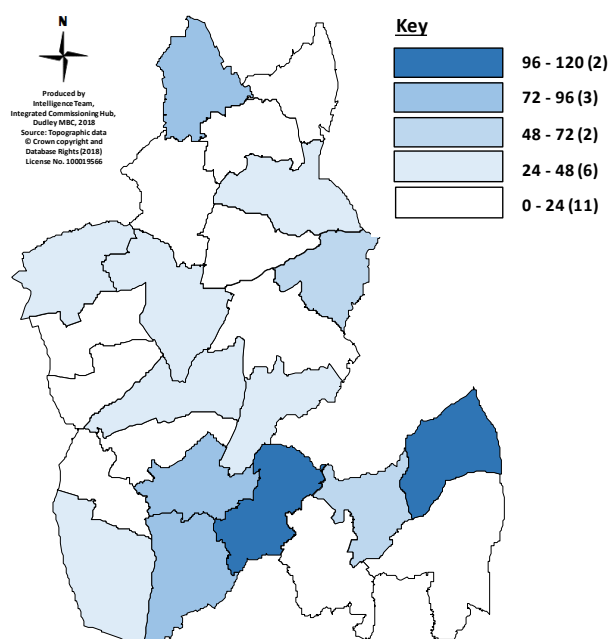 N
Produced by
Intelligence Team,
Integrated Commissioning Hub,
Dudley MBC, 2018
Source: Topographic data
© Crown copyright and
Database Rights (2018)
License No. 100019566
Key
96 - 120 (2)
72 - 96 (3)
48 - 72 (2)
24 - 48 (6)
0 - 24 (11)